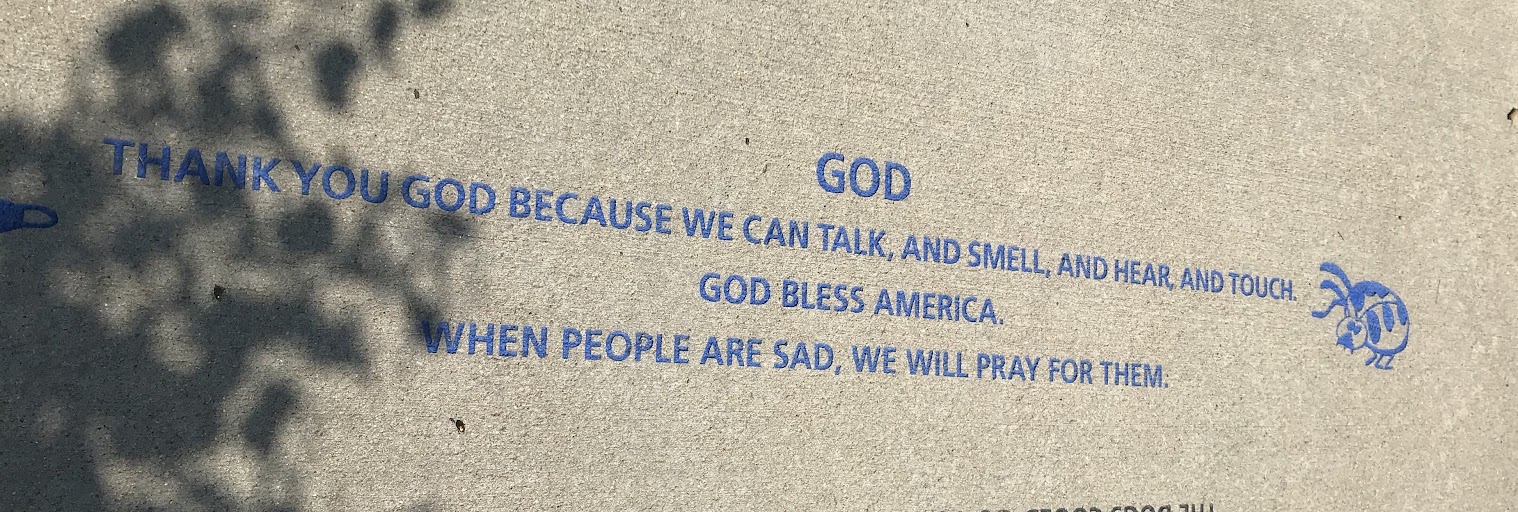 GOD
THANK YOU GOD BECAUSE WE CAN TALK, AND SMELL, AND HEAR, AND TOUCH.
GOD BLESS AMERICA.
WHEN PEOPLE ARE SAD, WE WILL PRAY FOR THEM.